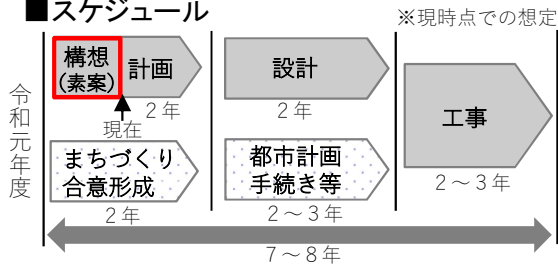 ■スケジュール
※現時点での想定
令和元年度
構想
(素案)
計画
2年
現在
まちづくり
合意形成
2年
設計
2年
都市計画
手続き等
2～3年
工事
2～3年
7～8年